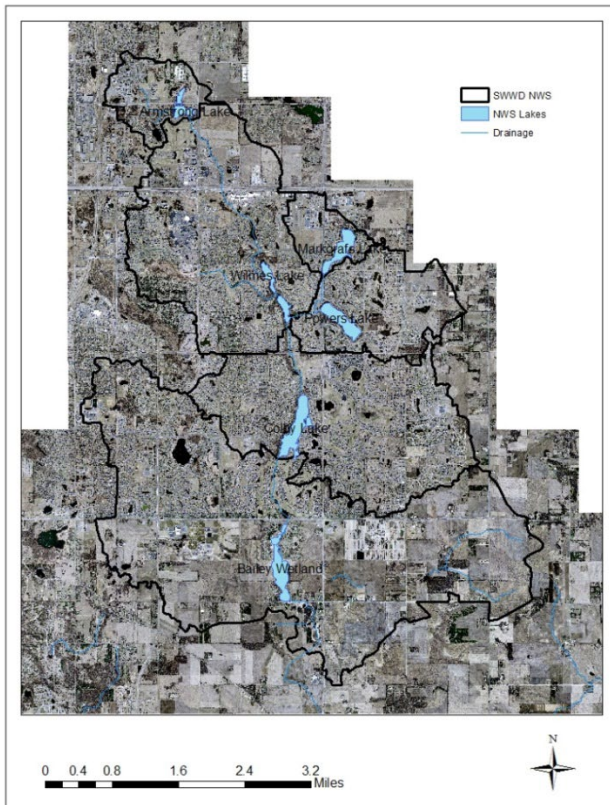 SWWD NWS
NWS Lakes
Drainage
Armstrong Lake
Markgrafs Lake
Wilmes Lake
Powers Lake
Colby Lake
Bailey Wetland
N
0 0.4 0.8 1.6 2.4 3.2
Miles